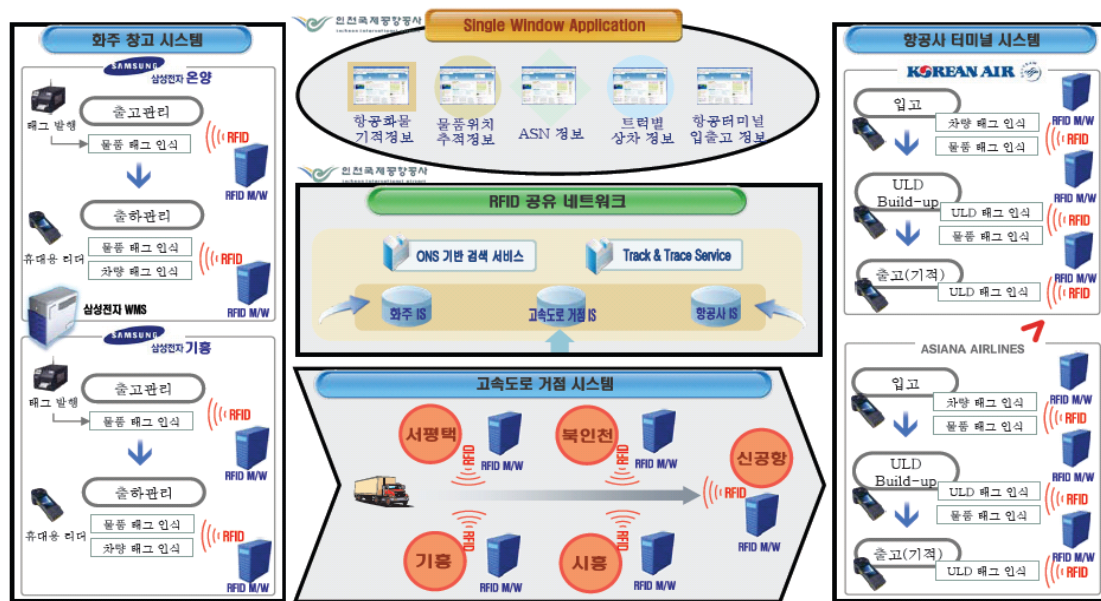 화주 창고 시스템
SAMSUNG
삼성전자 온양
출고관리
태그 발행
물품 태그 인식
RFID
RFID M/W
출하관리
휴대용 리더
물품 태그 인식
차량 태그 인식
RFID
RFID M/W
삼성전자 WMS
SAMSUNG
삼성전자 기흥
출고관리
태그 발행
물품 태그 인식
RFID
RFID M/W
출하관리
휴대용 리더
물품 태그 인식
차량 태그 인식
RFID
RFID M/W
인천국제공항공사
Single Window Application
항공화물
기적정보
물품위치
추적정보
ASN 정보
트럭별
상차 정보
항공터미널
입출고 정보
인천국제공항공사
RFID 공유 네트워크
ONS 기반 검색 서비스
Track & Trace Service
화주 IS
고속도로 거점 IS
항공사 IS
고속도로 거점 시스템
서평택
RFID
RFID M/W
북인천
RFID
RFID M/W
신공항
RFID
RFID M/W
기흥
RFID
RFID M/W
시흥
RFID
RFID M/W
항공사 터미널 시스템
KOREAN AIR
입고
차량 태그 인식
물품 태그 인식
RFID M/W
RFID
ULD
Build-up
ULD 태그 인식
물품 태그 인식
RFID M/W
RFID
출고(기적)
ULD 태그 인식
RFID M/W
RFID
ASIANA AIRLINES
입고
차량 태그 인식
물품 태그 인식
RFID M/W
RFID
ULD
Build-up
ULD 태그 인식
물품 태그 인식
RFID M/W
RFID
출고(기적)
ULD 태그 인식
RFID M/W
RFID